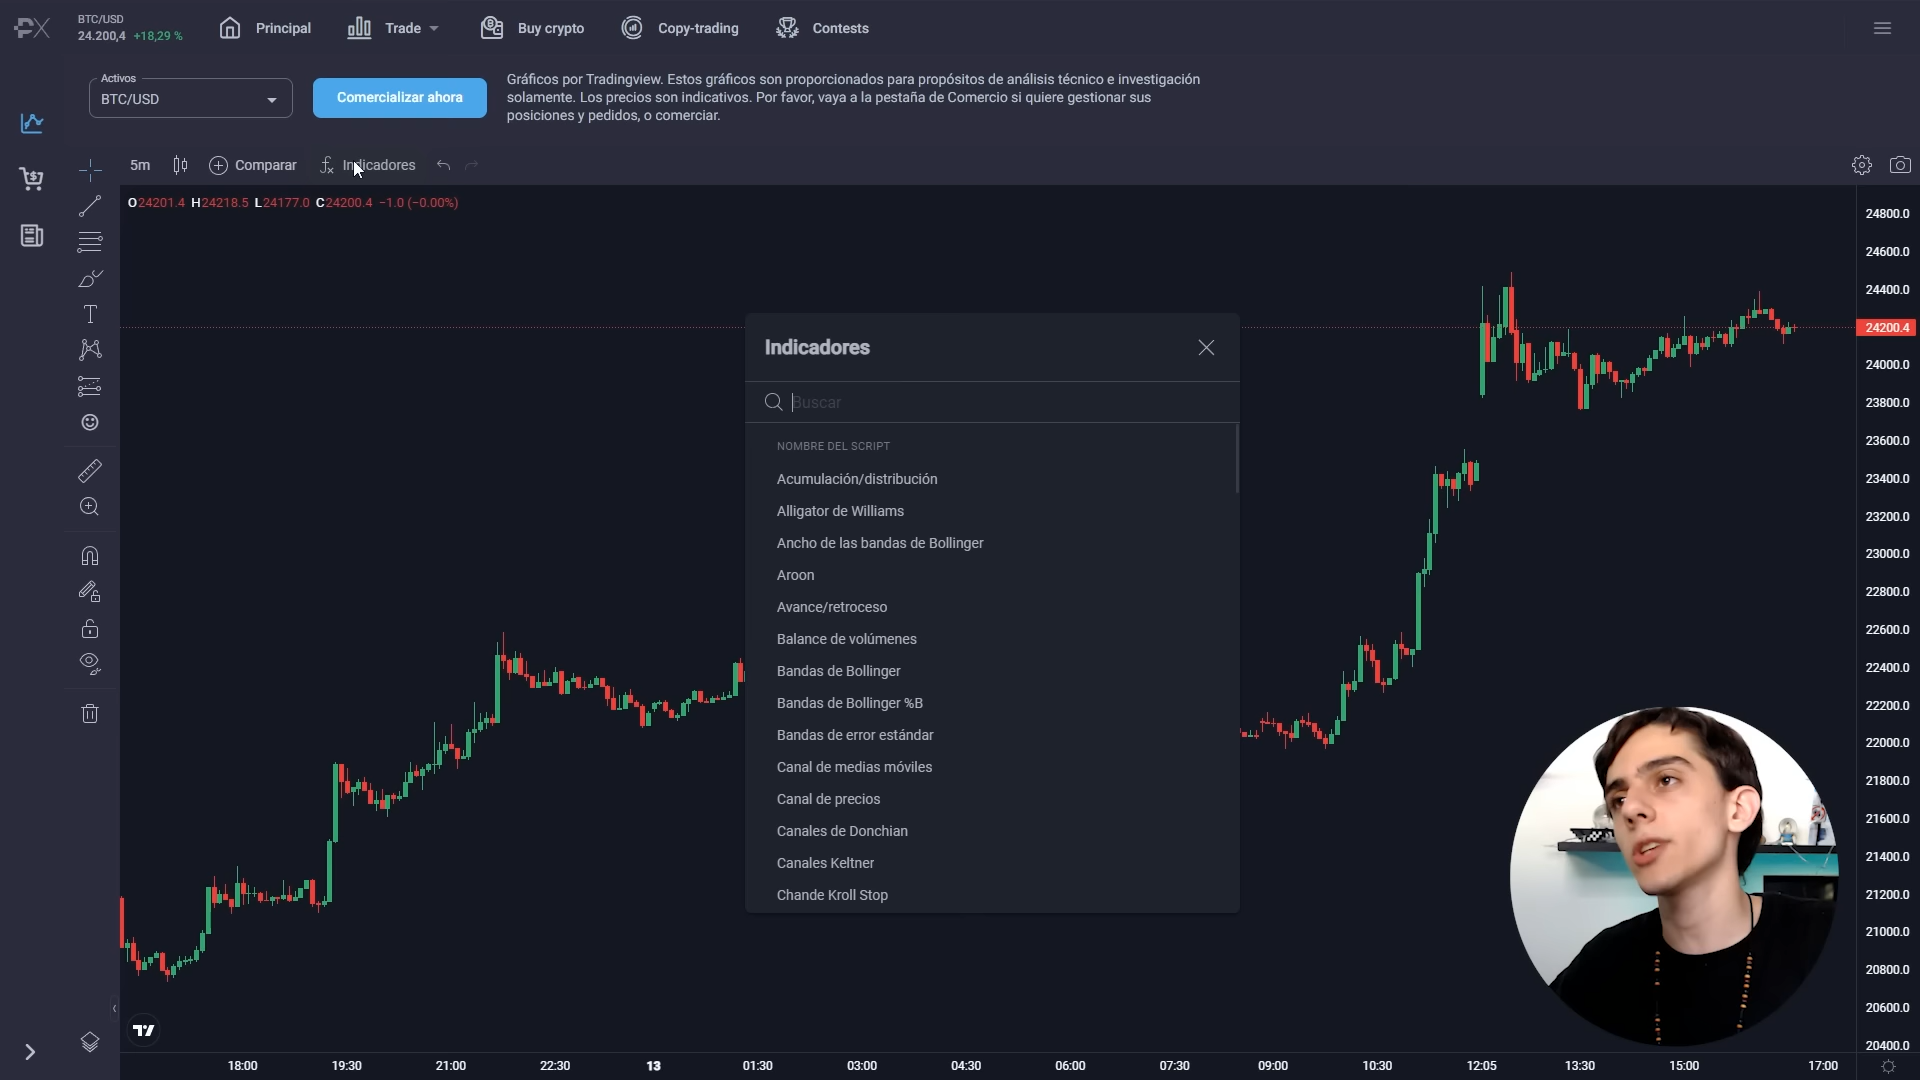 PX
BTC/USD
24.200,4 +18,29 %
Principal
Trade
Buy crypto
Copy-trading
Contests
Activos
BTC/USD
Comercializar ahora
Gráficos por Tradingview. Estos gráficos son proporcionados para propósitos de análisis técnico e investigación
solamente. Los precios son indicativos. Por favor, vaya a la pestaña de Comercio si quiere gestionar sus
posiciones y pedidos, o comerciar.
5m
Comparar
Indicadores
O24201.4 H24218.5 L24177.0 C24200.4 −1.0 (−0.00%)
Indicadores
Buscar
NOMBRE DEL SCRIPT
Acumulación/distribución
Alligator de Williams
Ancho de las bandas de Bollinger
Aroon
Avance/retroceso
Balance de volúmenes
Bandas de Bollinger
Bandas de Bollinger %B
Bandas de error estándar
Canal de medias móviles
Canal de precios
Canales de Donchian
Canales Keltner
Chande Kroll Stop
24800.0
24600.0
24400.0
24200.4
24000.0
23800.0
23600.0
23400.0
23200.0
23000.0
22800.0
22600.0
22400.0
22200.0
22000.0
21800.0
21600.0
21400.0
21200.0
21000.0
20800.0
20600.0
20400.0
18:00
19:30
21:00
22:30
13
01:30
03:00
04:30
06:00
07:30
09:00
10:30
12:05
13:30
15:00
17:00